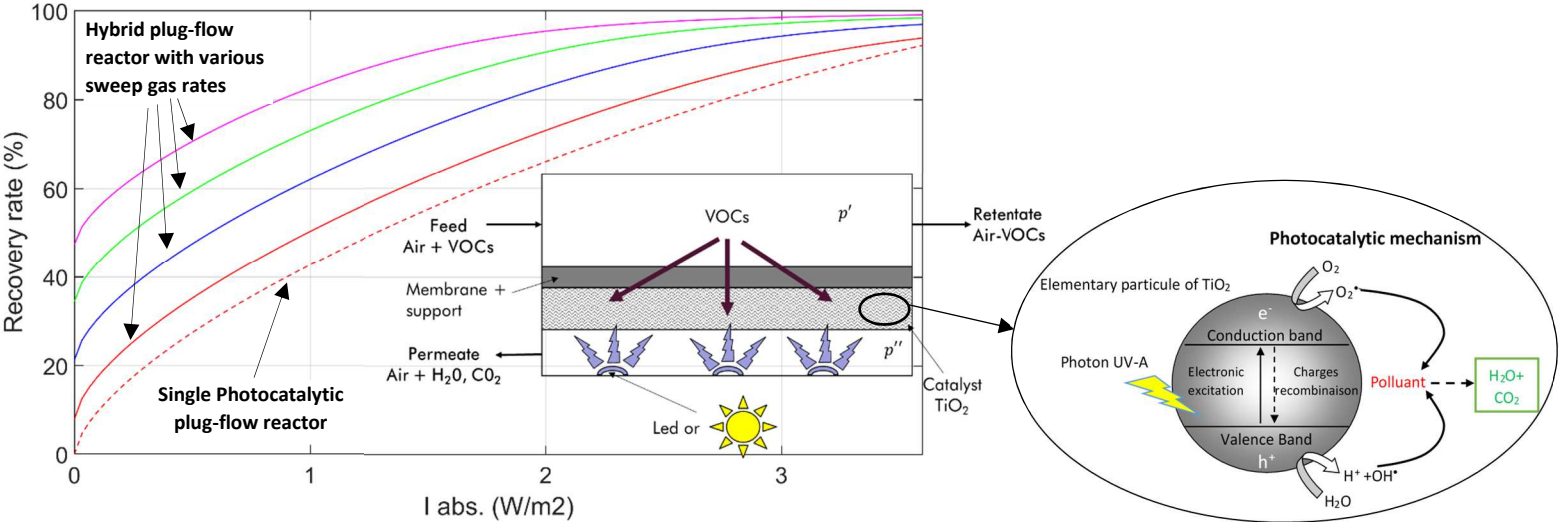 100
80
60
40
20
0
0
1
2
3
Recovery rate (%)
I abs. (W/m2)
Hybrid plug-flow
reactor with various
sweep gas rates
Single Photocatalytic
plug-flow reactor
Feed
Air + VOCs
Membrane +
support
Permeate
Air + H₂0, C0₂
VOCs
p′
p′′
Retentate
Air-VOCs
Catalyst
TiO₂
Led or
Photocatalytic mechanism
Elementary particule of TiO₂
O₂
O₂•
e-
Conduction band
Photon UV-A
Electronic
excitation
Charges
recombinaison
Valence Band
h+
H⁺ +OH•
H₂O
Polluant
H₂O+
CO₂